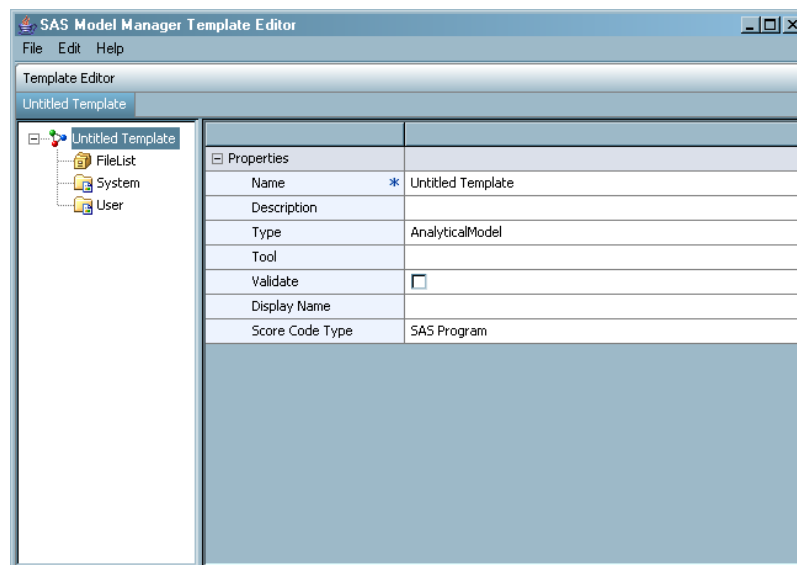 SAS Model Manager Template Editor
File Edit Help
Template Editor
Untitled Template
Untitled Template
FileList
System
User
Properties
Name * Untitled Template
Description
Type AnalyticalModel
Tool
Validate
Display Name
Score Code Type SAS Program